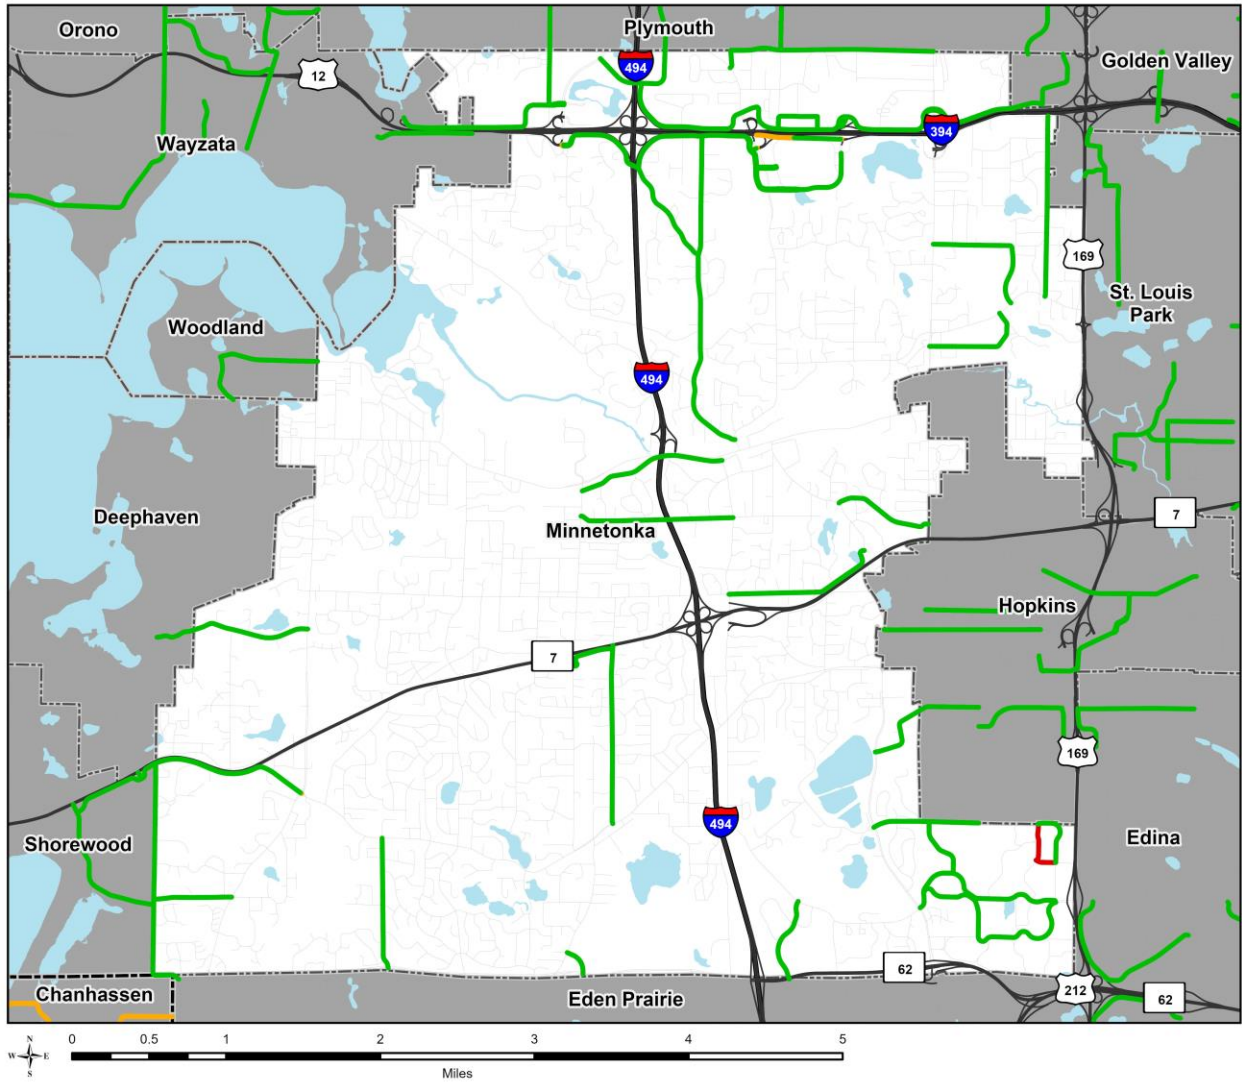 Orono
Plymouth
494
Golden Valley
12
394
Wayzata
169
St. Louis
Park
Woodland
494
Deephaven
7
Minnetonka
Hopkins
7
169
494
Shorewood
Edina
62
212
62
Chanhassen
Eden Prairie
N
W E
S
0 0.5 1 2 3 4 5
Miles